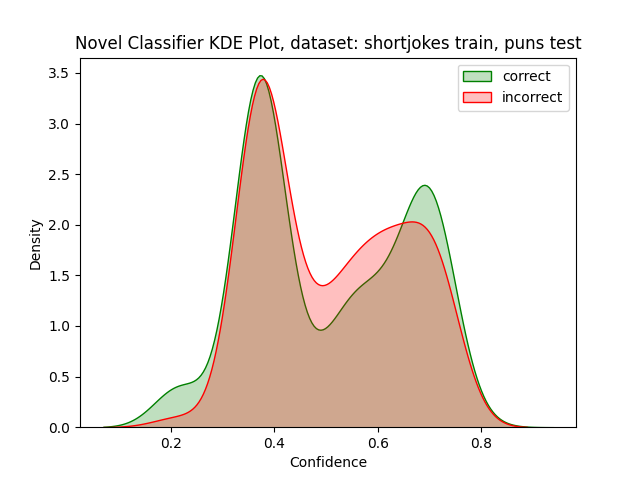 Novel Classifier KDE Plot, dataset: shortjokes train, puns test
correct
incorrect
Density
3.5
3.0
2.5
2.0
1.5
1.0
0.5
0.0
0.2
0.4
0.6
0.8
Confidence